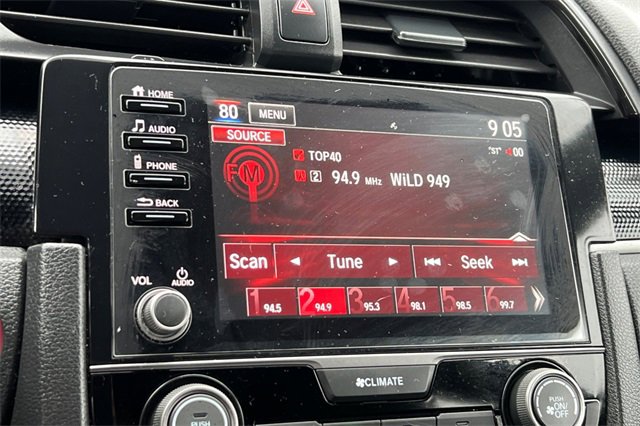 HOME
80 MENU
9 05
AUDIO
SOURCE
"ST" 00
FM
TOP40
PHONE
2 94.9 MHz WiLD 949
BACK
Scan Tune Seek
VOL
AUDIO
1 94.5 2 94.9 3 95.3 4 98.1 5 98.5 6 99.7
CLIMATE
PUSH
PUSH ON/OFF